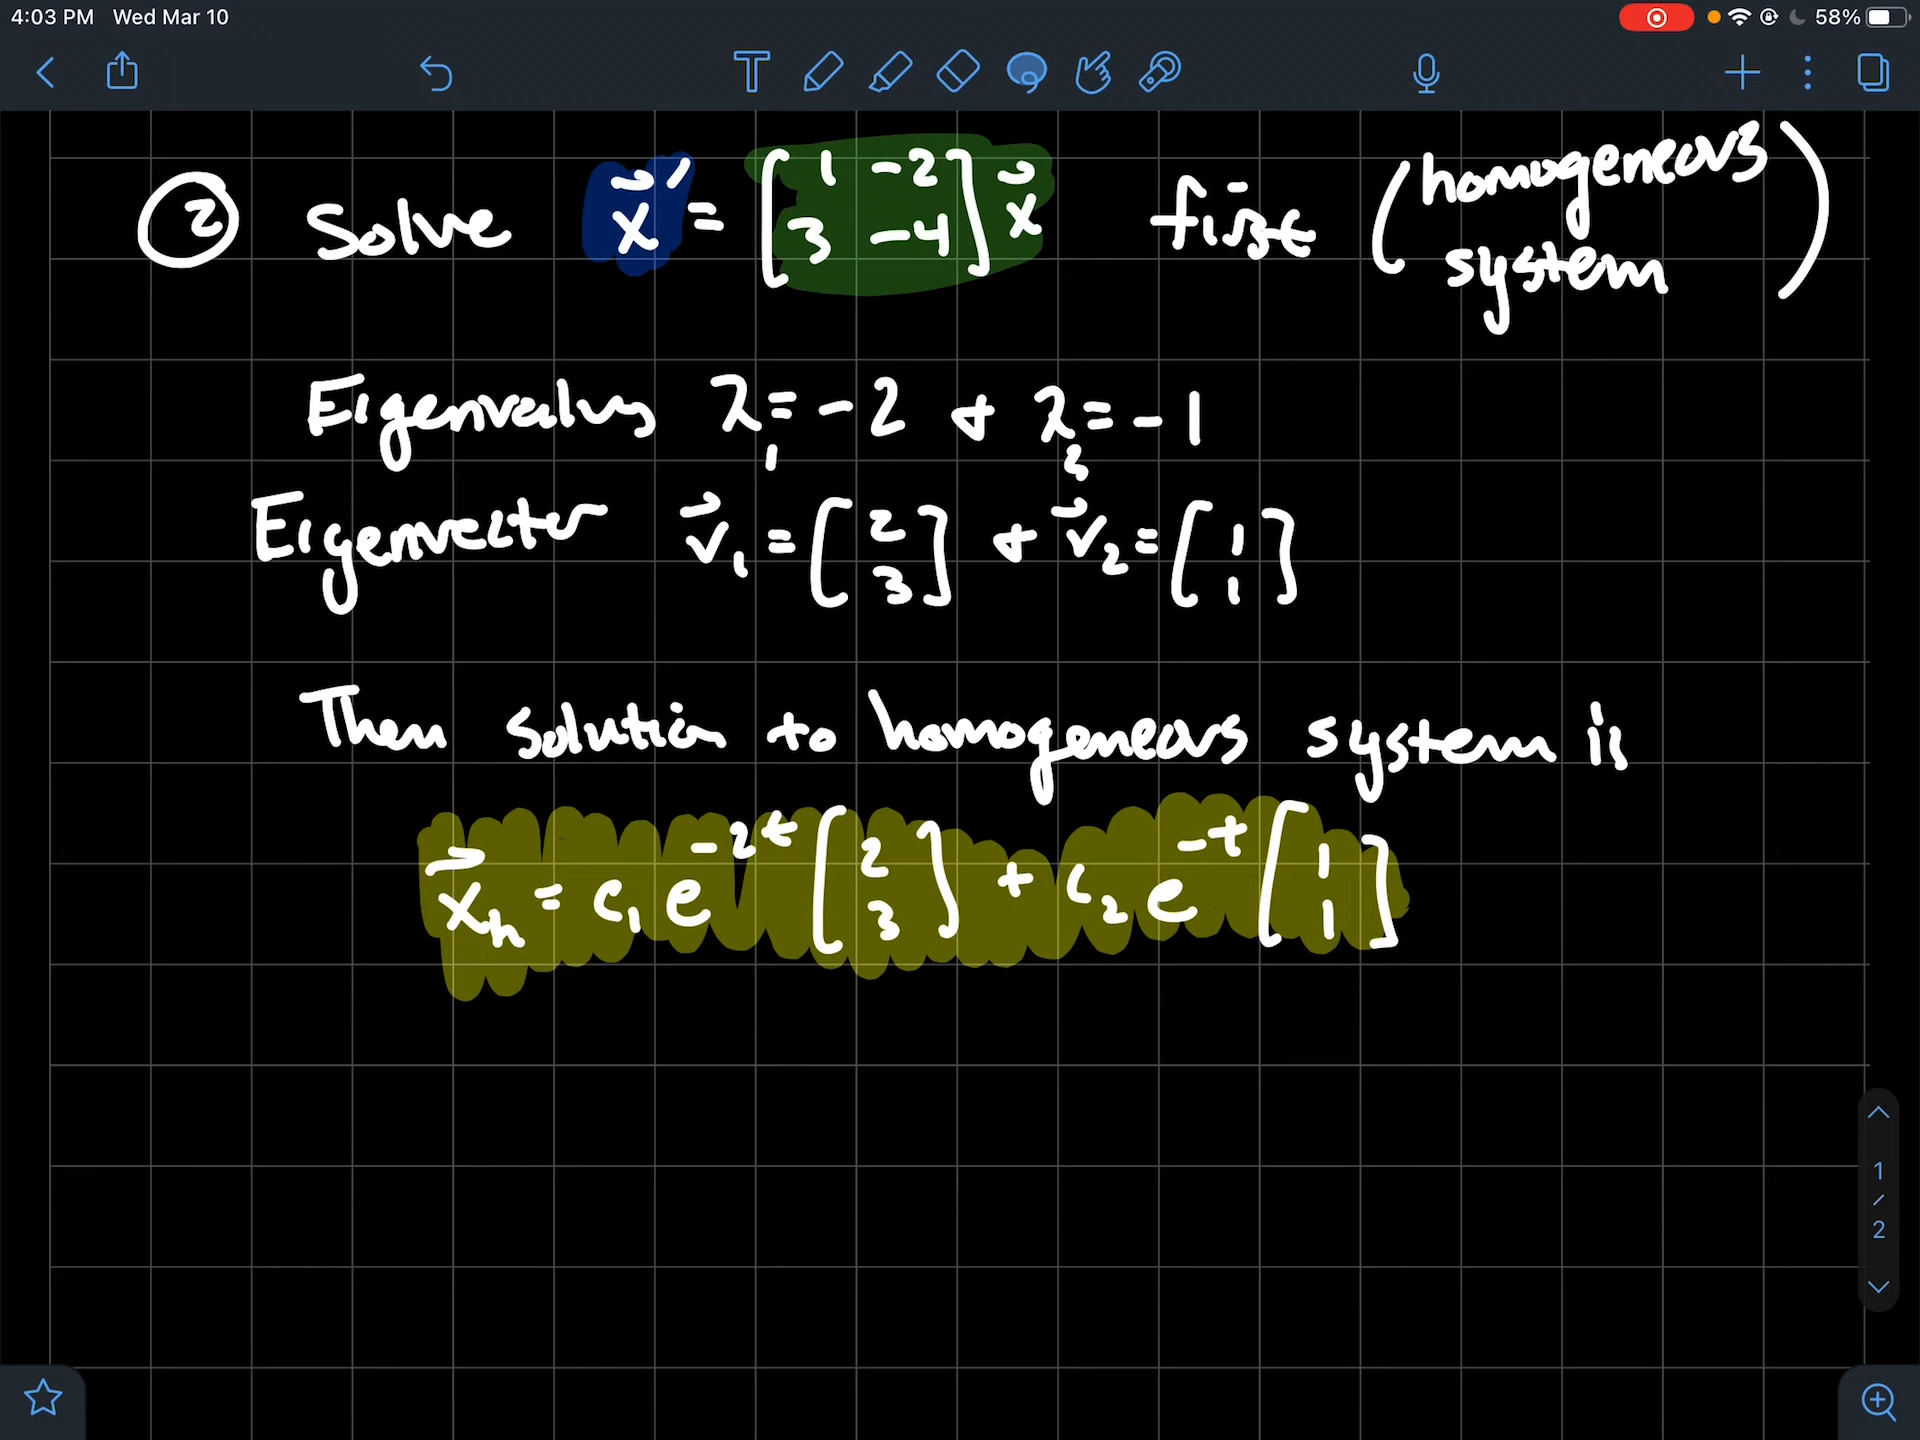 4:03 PM Wed Mar 10 58%
② Solve x⃗′ = [1 -2; 3 -4] x⃗ first (homogeneous system)
Eigenvalues λ₁ = -2 + λ₂ = -1
Eigenvector v⃗₁ = [2; 3] + v⃗₂ = [1; 1]
Then solution to homogeneous system is
x⃗ₕ = c₁ e^(-2t) [2; 3] + c₂ e^(-t) [1; 1]
1
/
2